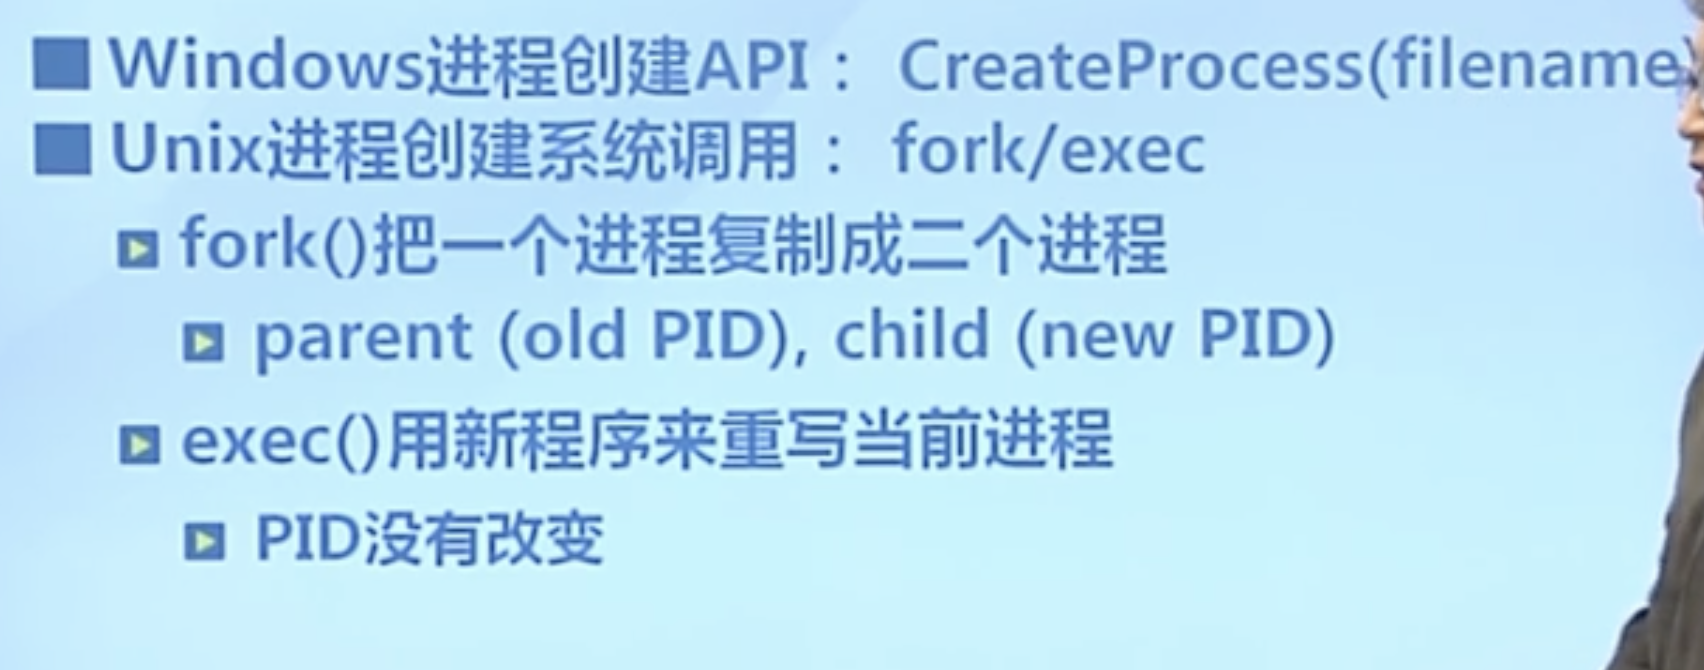 Windows进程创建API： CreateProcess(filename)
Unix进程创建系统调用： fork/exec
fork()把一个进程复制成二个进程
parent (old PID), child (new PID)
exec()用新程序来重写当前进程
PID没有改变